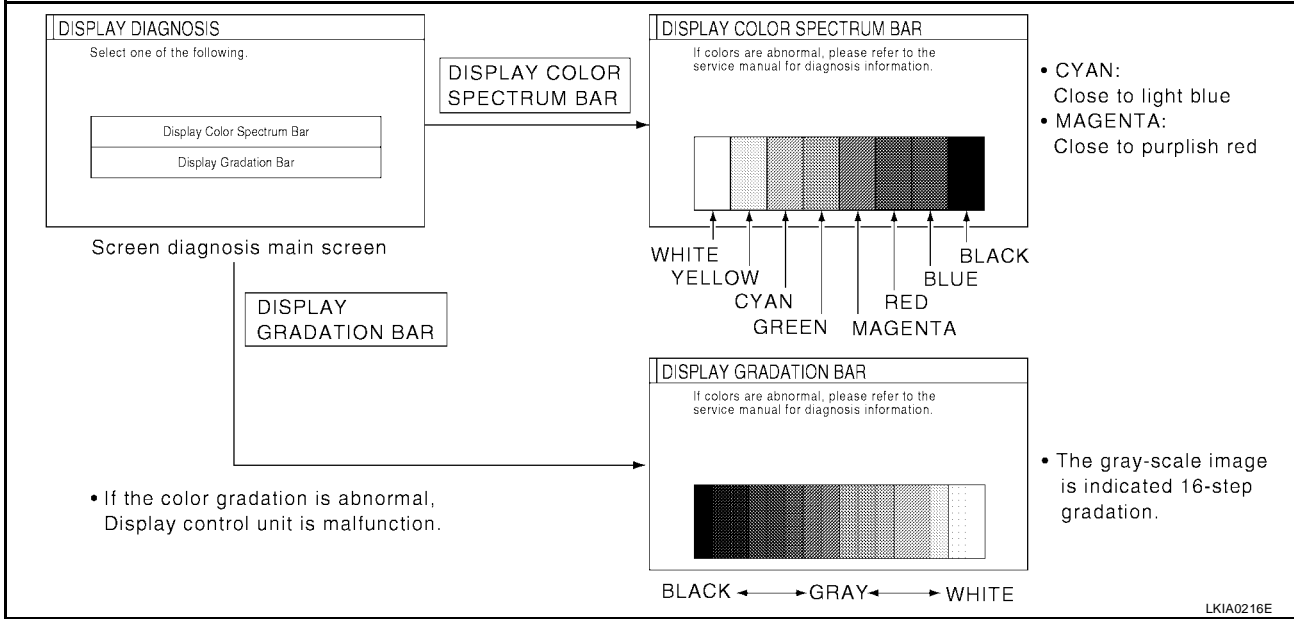 DISPLAY DIAGNOSIS
Select one of the following.
Display Color Spectrum Bar
Display Gradation Bar
Screen diagnosis main screen
DISPLAY COLOR
SPECTRUM BAR
DISPLAY COLOR SPECTRUM BAR
If colors are abnormal, please refer to the
service manual for diagnosis information.
WHITE
YELLOW
CYAN
GREEN
MAGENTA
RED
BLUE
BLACK
• CYAN:
Close to light blue
• MAGENTA:
Close to purplish red
DISPLAY
GRADATION BAR
• If the color gradation is abnormal,
Display control unit is malfunction.
DISPLAY GRADATION BAR
If colors are abnormal, please refer to the
service manual for diagnosis information.
BLACK GRAY WHITE
• The gray-scale image
is indicated 16-step
gradation.
LKIA0216E